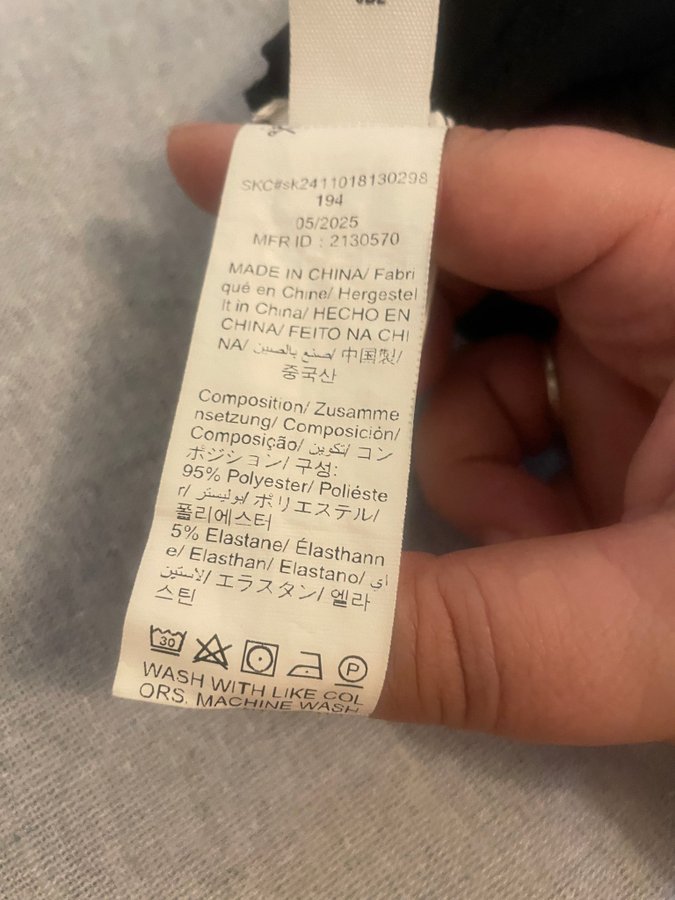 SKC#sk2411018130298
194
05/2025
MFR ID : 2130570
MADE IN CHINA/ Fabri
qué en Chine/ Hergestel
lt in China/ HECHO EN
CHINA/ FEITO NA CHI
NA/ صنع بالصين/ 中国製/
중국산
Composition/ Zusamme
nsetzung/ Composición/
Composição/ تكوين/ コン
ポジション/ 구성:
95% Polyester/ Polièste
r/ بوليستر/ ポリエステル/
폴리에스터
5% Elastane/ Élasthann
e/ Elasthan/ Elastano/ إي
لاستين/ エラスタン/ 엘라
스틴
30
P
WASH WITH LIKE COL
ORS. MACHINE WASH